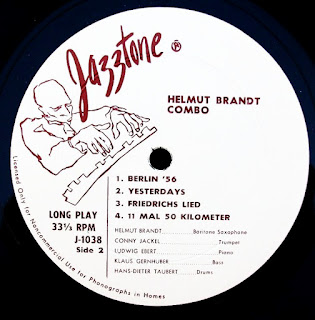 Jazztone ®
HELMUT BRANDT
COMBO
1. BERLIN '56
2. YESTERDAYS
3. FRIEDRICHS LIED
4. 11 MAL 50 KILOMETER
LONG PLAY
33⅓ RPM
J-1038
Side 2
HELMUT BRANDT Baritone Saxophone
CONNY JACKEL Trumpet
LUDWIG EBERT Piano
KLAUS GERNHUBER Bass
HANS-DIETER TAUBERT Drums
Licensed Only for Noncommercial Use for Phonographs in Homes